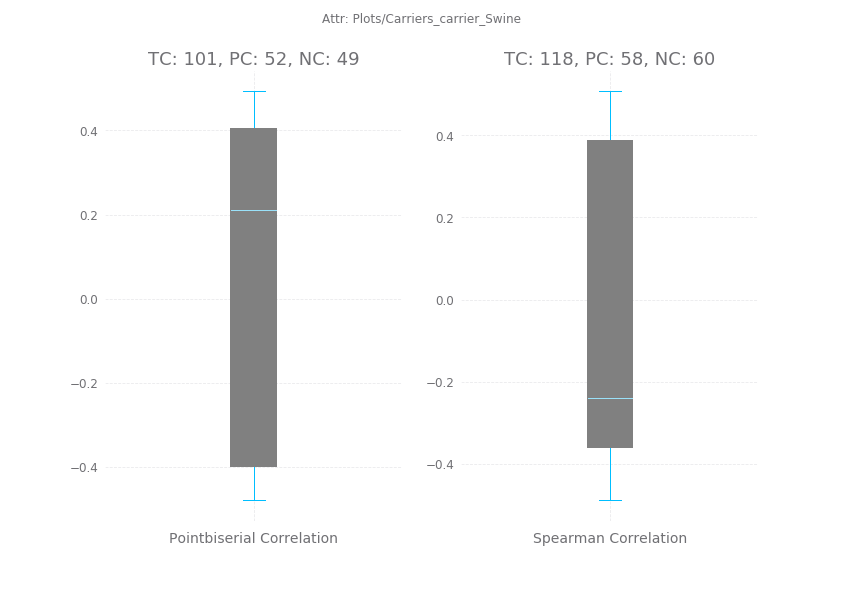 Attr: Plots/Carriers_carrier_Swine
TC: 101, PC: 52, NC: 49
0.4
0.2
0.0
−0.2
−0.4
Pointbiserial Correlation
TC: 118, PC: 58, NC: 60
0.4
0.2
0.0
−0.2
−0.4
Spearman Correlation